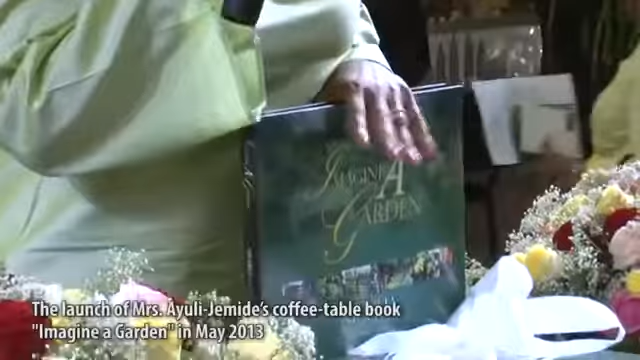 IMAGINE A
GARDEN
The launch of Mrs. Ayuli-Jemide's coffee-table book
"Imagine a Garden" in May 2013